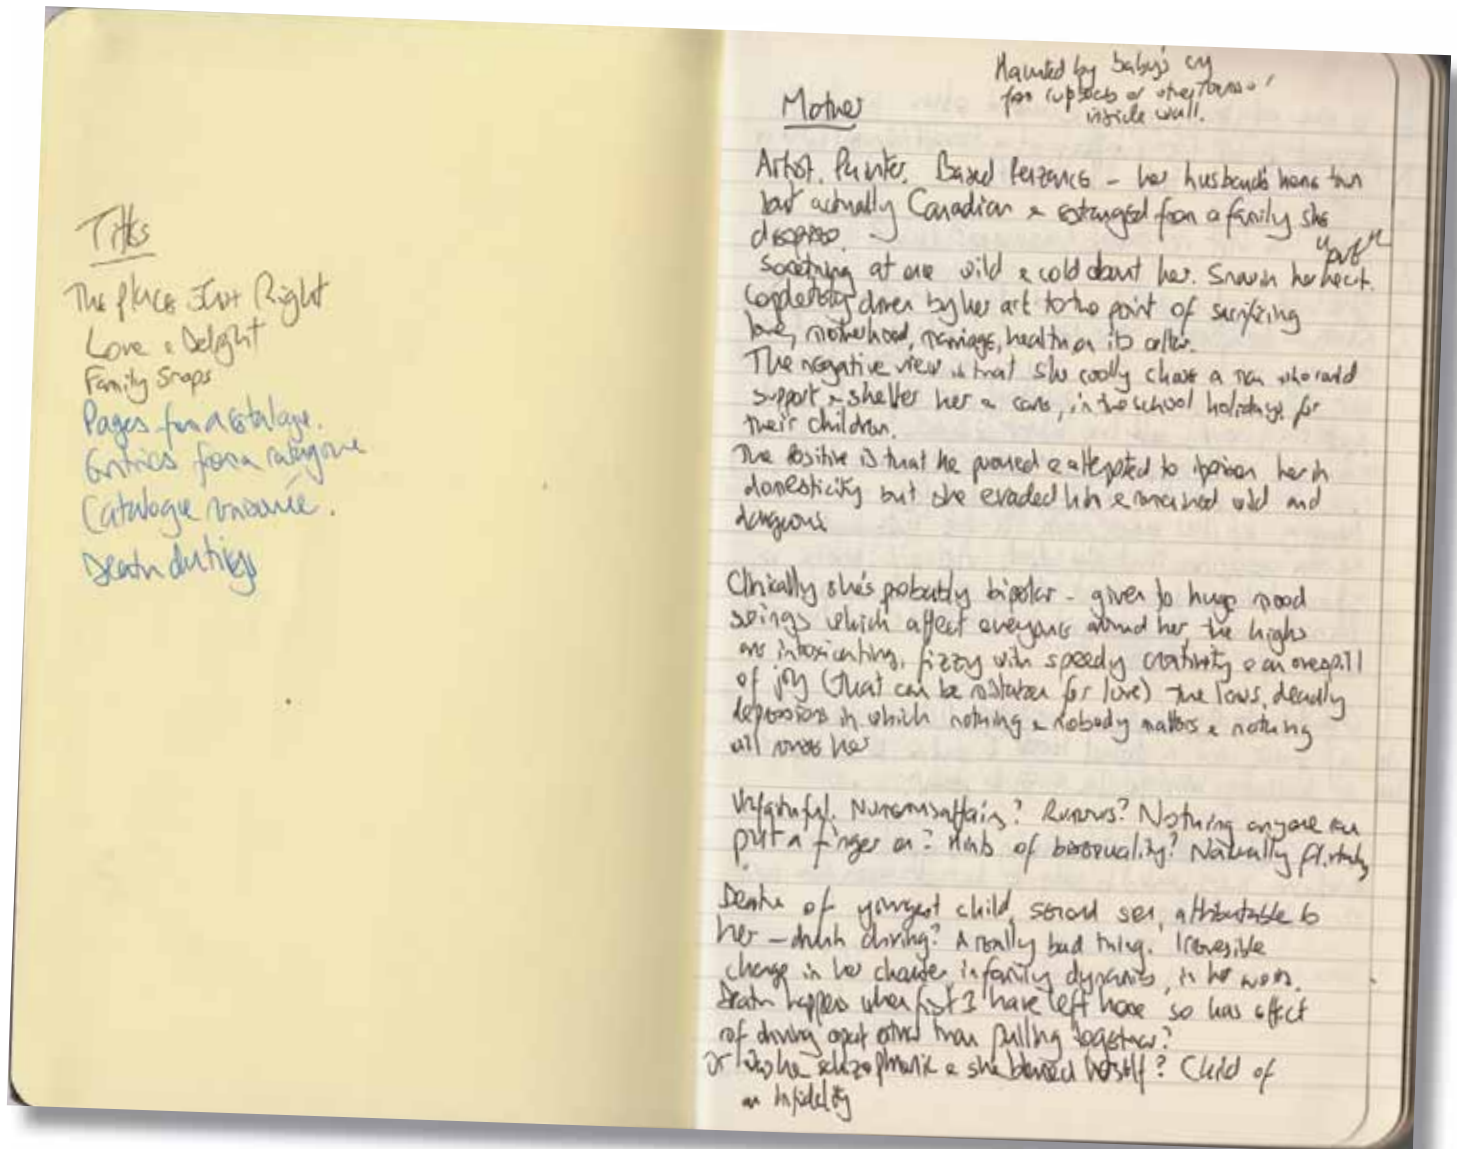 Titles
The Place Just Right
Love & Delight
Family Snaps
Pages from a catalogue.
Entries from a catalogue
Catalogue raisonné.
Death duties
Haunted by baby's cry
from cupboards or
inside wall.
Mother
Artist. Painter. Based Penzance – her husband's home town
but actually Canadian & estranged from a family she
despises.
"
Something at once wild & cold about her. Snow in her heart.
Completely driven by her art to the point of sacrificing
love, motherhood, marriage, health on its altar.
The negative view is that she coolly chose a man who could
support & shelter her & care, in the school holidays, for
their children.
The positive is that he pursued & attempted to imprison her in
domesticity but she evaded him & remained wild and
dangerous
Clinically she's probably bipolar – given to huge mood
swings which affect everyone around her, the highs
are intoxicating, fizzy with speedy creativity & an overspill
of joy (that can be mistaken for love) the lows, deadly
depressions in which nothing & nobody matters & nothing
will rouse her
Unfaithful. Numerous affairs? Rumours? Nothing anyone can
put a finger on? Hints of bisexuality? Naturally flirty
Death of youngest child, second son, attributable to
her – drunk driving? A really bad thing. Irreversible
change in her character, in family dynamics, in her work.
Death happens when first 3 have left home so has effect
of driving apart rather than pulling together?
Or was he schizophrenic & she blamed herself? Child of
an infidelity